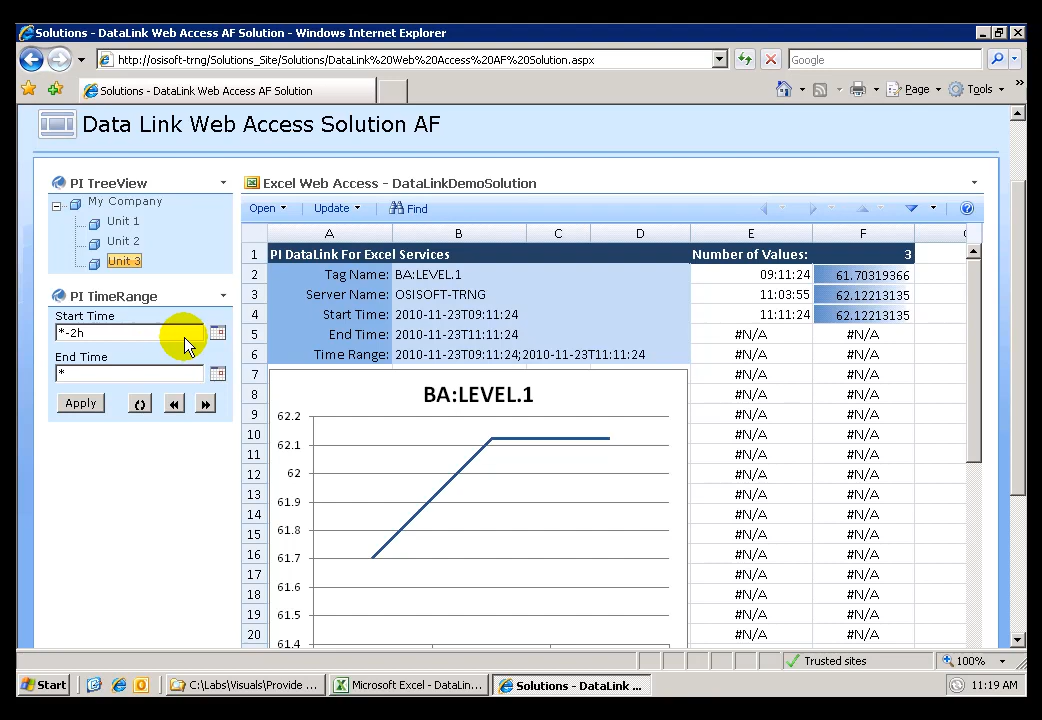 Solutions - DataLink Web Access AF Solution - Windows Internet Explorer
http://osisoft-trng/Solutions_Site/Solutions/DataLink%20Web%20Access%20AF%20Solution.aspx
Google
Solutions - DataLink Web Access AF Solution
Page
Tools
Data Link Web Access Solution AF
PI TreeView
My Company
Unit 1
Unit 2
Unit 3
PI TimeRange
Start Time
*-2h
End Time
*
Apply
Excel Web Access - DataLinkDemoSolution
Open Update Find
A B C D E F
1 PI DataLink For Excel Services Number of Values: 3
2 Tag Name: BA:LEVEL.1 09:11:24 61.70319366
3 Server Name: OSISOFT-TRNG 11:03:55 62.12213135
4 Start Time: 2010-11-23T09:11:24 11:11:24 62.12213135
5 End Time: 2010-11-23T11:11:24 #N/A #N/A
6 Time Range: 2010-11-23T09:11:24;2010-11-23T11:11:24 #N/A #N/A
7 #N/A #N/A
8 #N/A #N/A
9 #N/A #N/A
10 #N/A #N/A
11 #N/A #N/A
12 #N/A #N/A
13 #N/A #N/A
14 #N/A #N/A
15 #N/A #N/A
16 #N/A #N/A
17 #N/A #N/A
18 #N/A #N/A
19 #N/A #N/A
20 #N/A #N/A
BA:LEVEL.1
62.2
62.1
62
61.9
61.8
61.7
61.6
61.5
61.4
Trusted sites
100%
Start
C:\Labs\Visuals\Provide ...
Microsoft Excel - DataLin...
Solutions - DataLink ...
11:19 AM